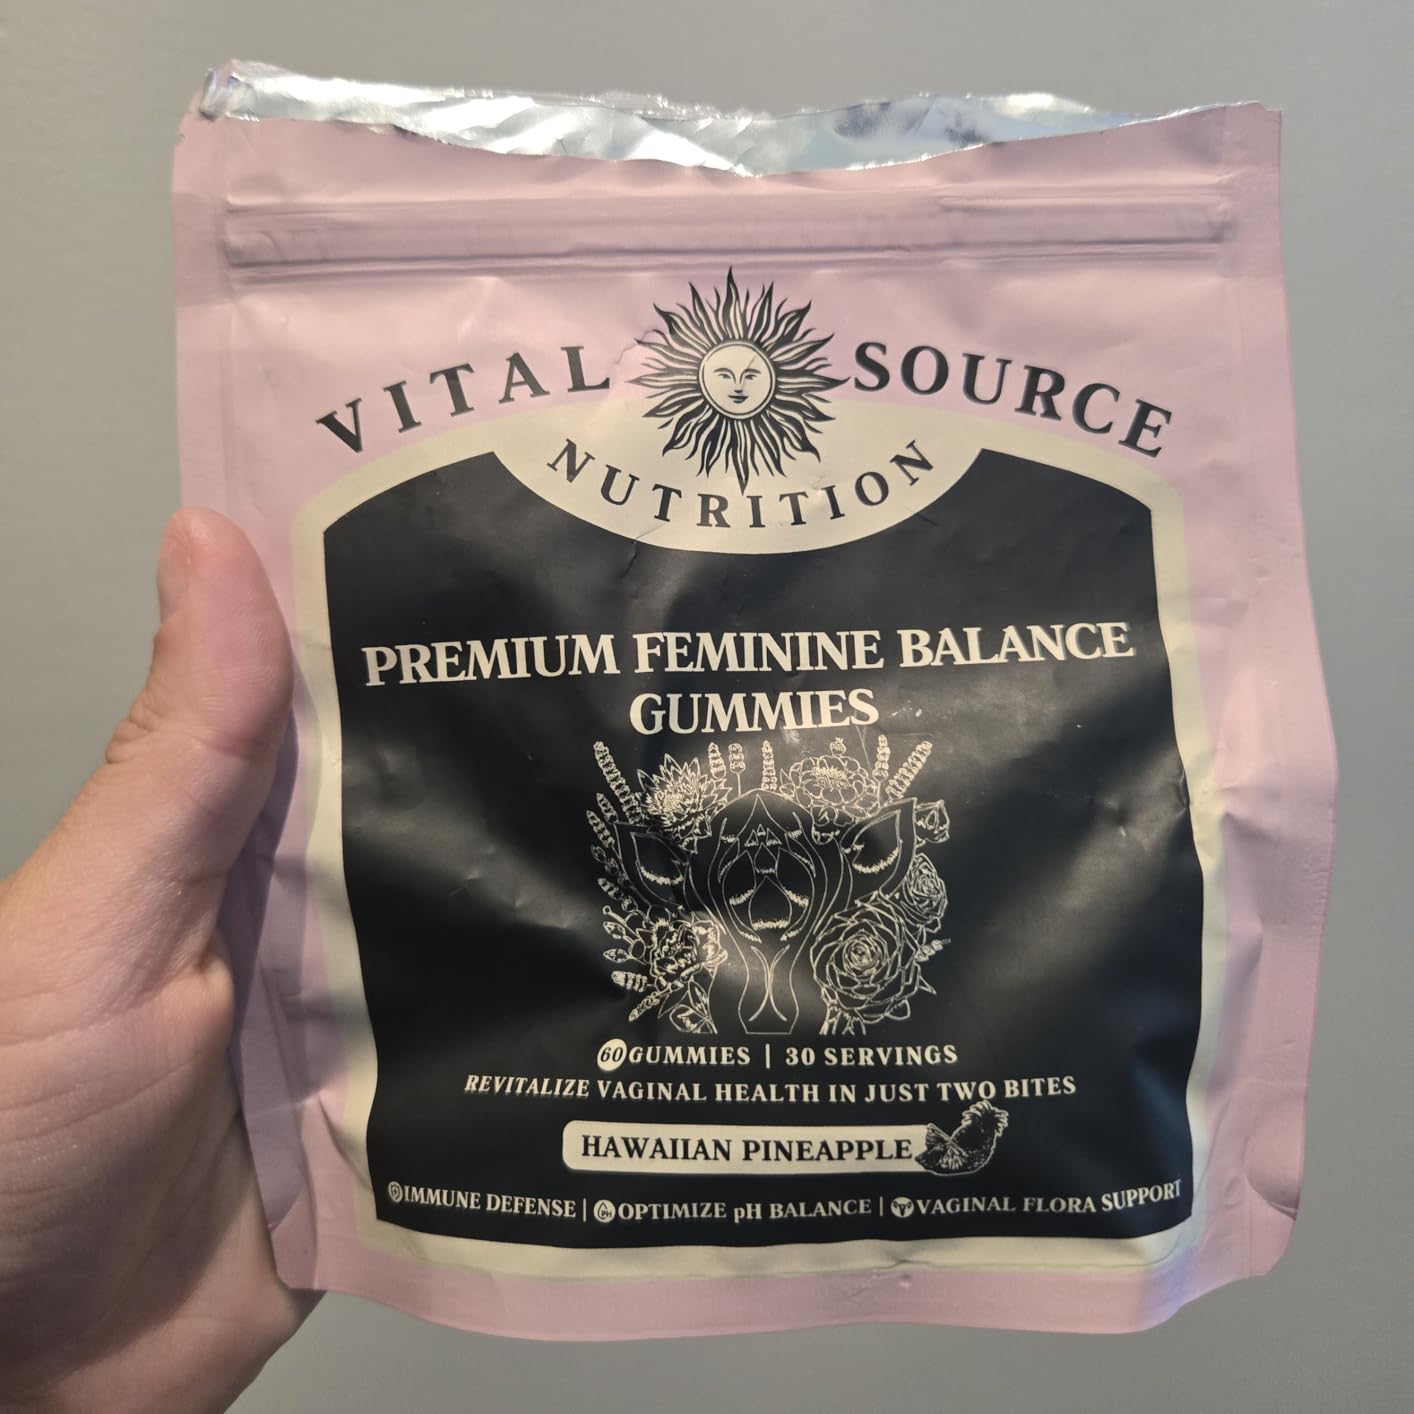 VITAL SOURCE
NUTRITION
PREMIUM FEMININE BALANCE
GUMMIES
60 GUMMIES | 30 SERVINGS
REVITALIZE VAGINAL HEALTH IN JUST TWO BITES
HAWAIIAN PINEAPPLE
IMMUNE DEFENSE | PH OPTIMIZE pH BALANCE | VAGINAL FLORA SUPPORT